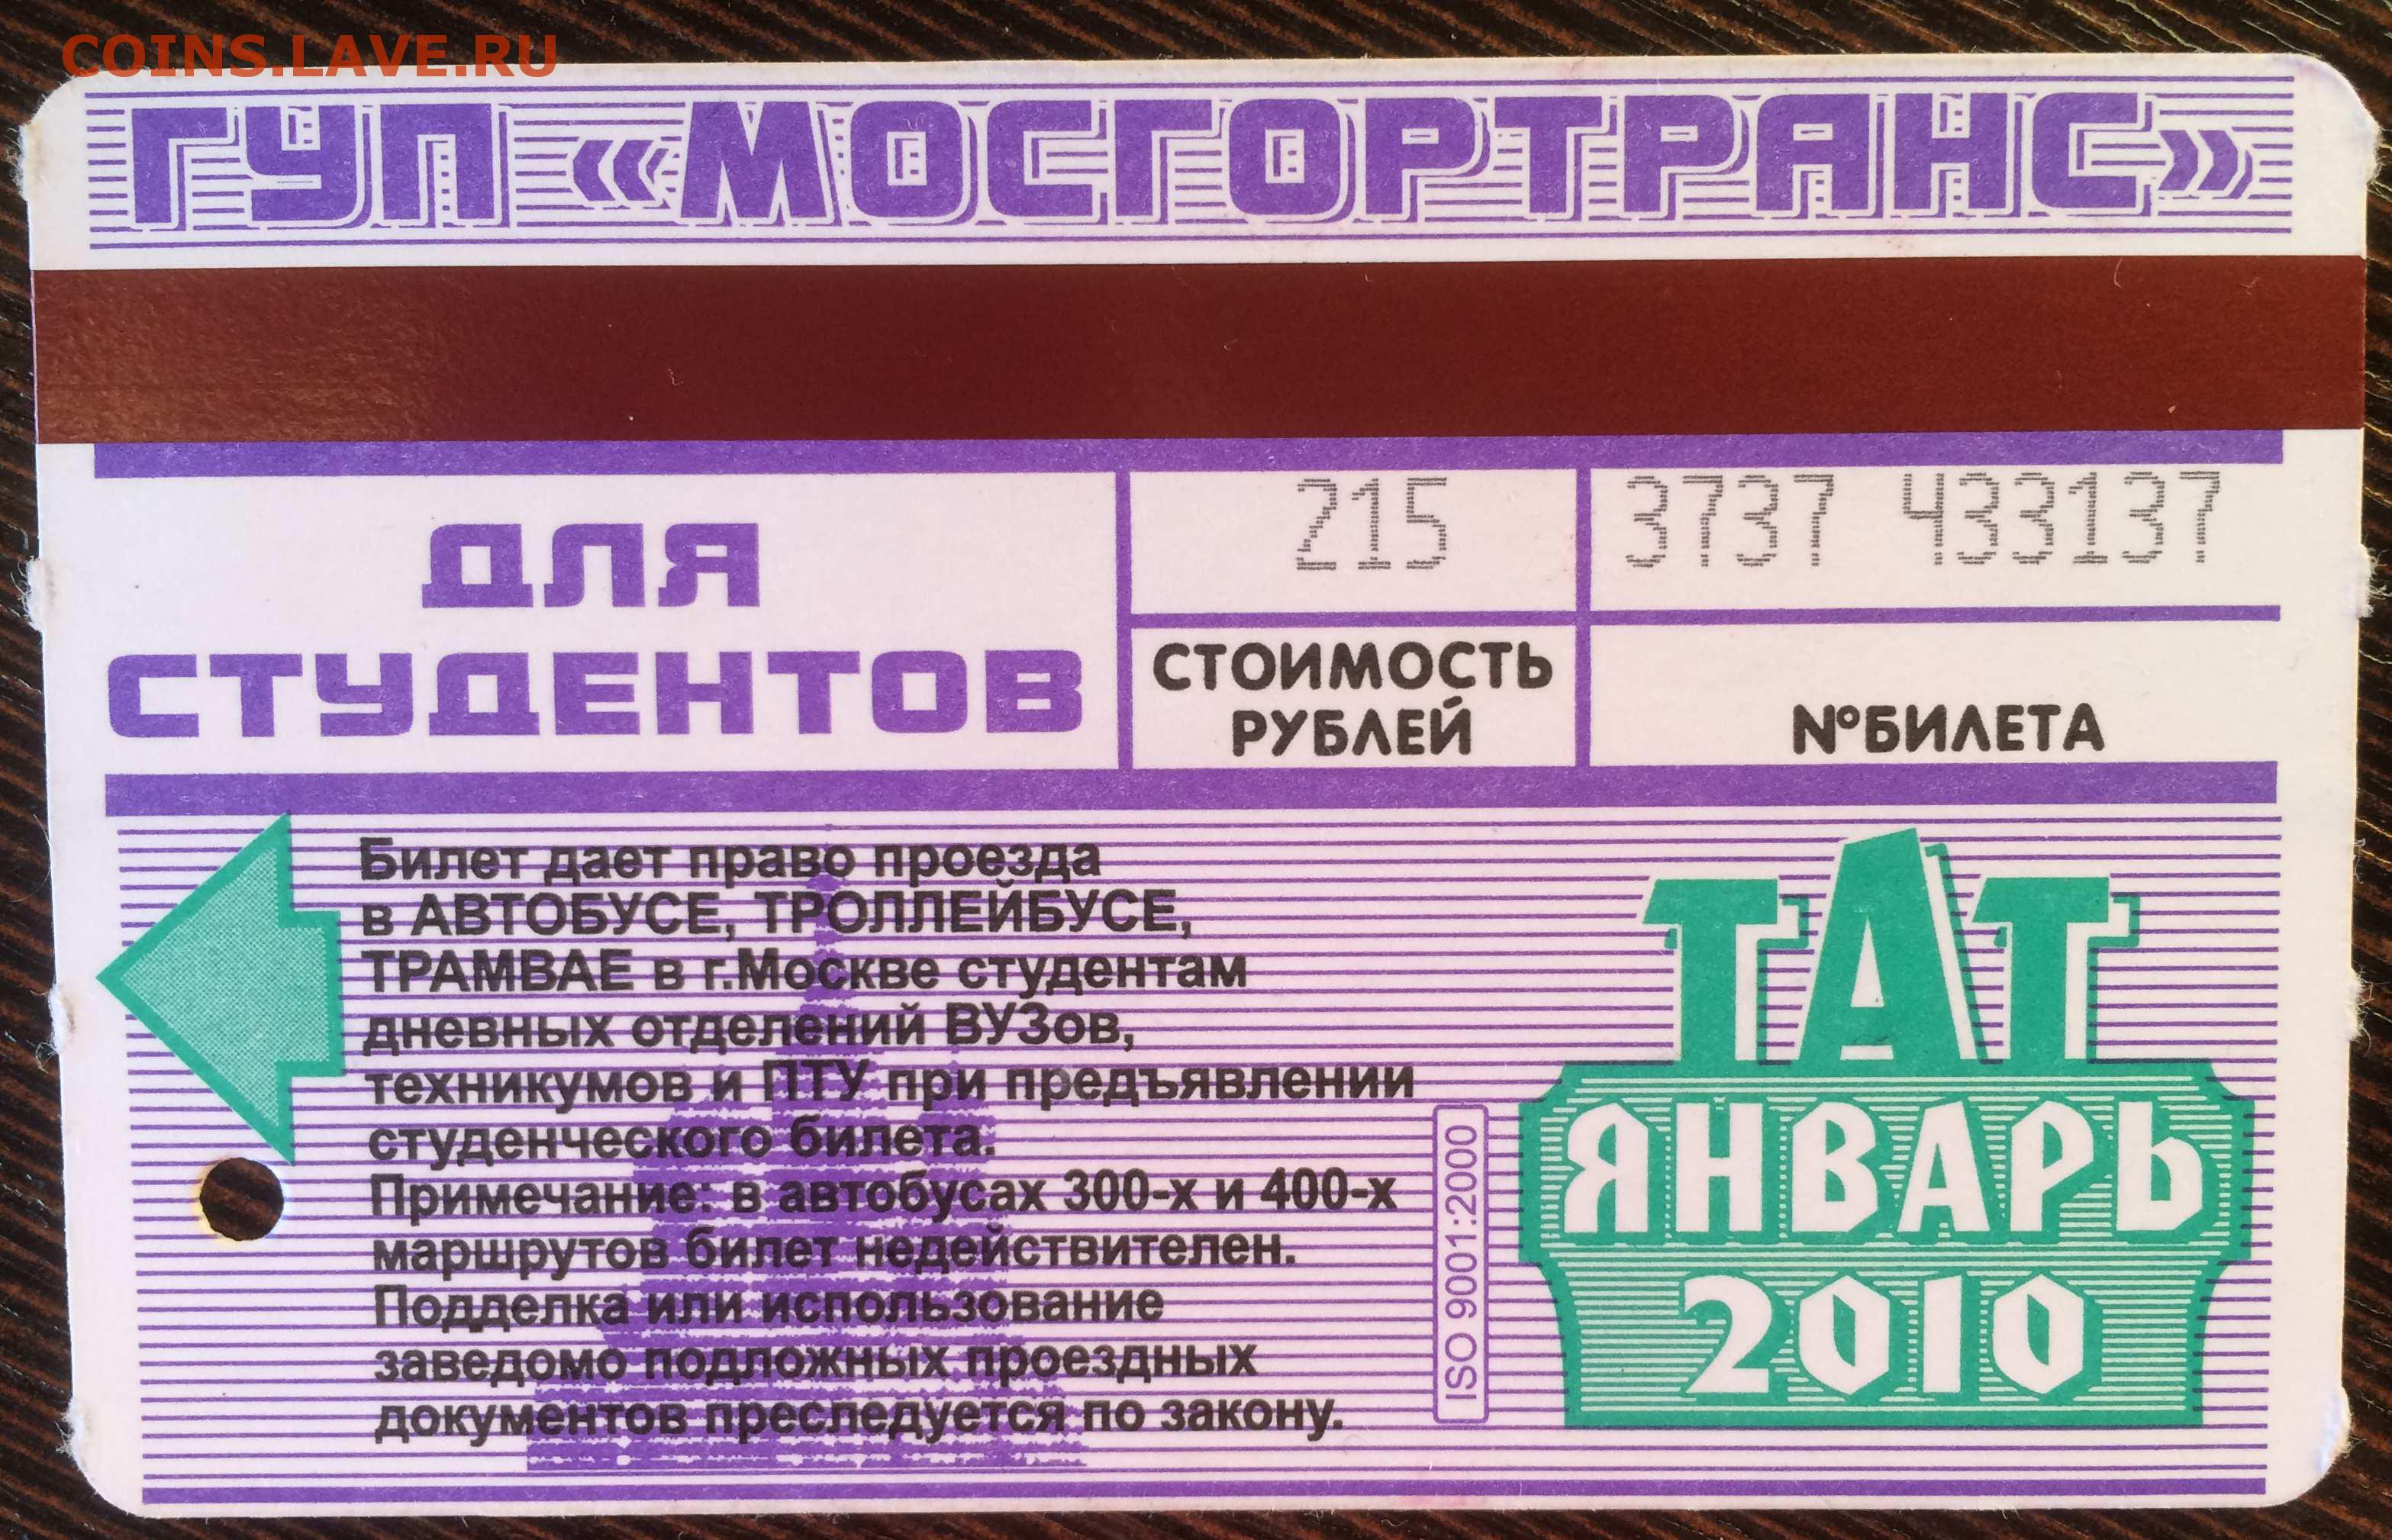 COINS.LAVE.RU
ГУП «МОСГОРТРАНС»
ДЛЯ
СТУДЕНТОВ
215
СТОИМОСТЬ
РУБЛЕЙ
3737 433137
№БИЛЕТА
Билет дает право проезда
в АВТОБУСЕ, ТРОЛЛЕЙБУСЕ,
ТРАМВАЕ в г.Москве студентам
дневных отделений ВУЗов,
техникумов и ПТУ при предъявлении
студенческого билета.
Примечание: в автобусах 300-х и 400-х
маршрутов билет недействителен.
Подделка или использование
заведомо подложных проездных
документов преследуется по закону.
ISO 9001:2000
ТАТ
ЯНВАРЬ
2010